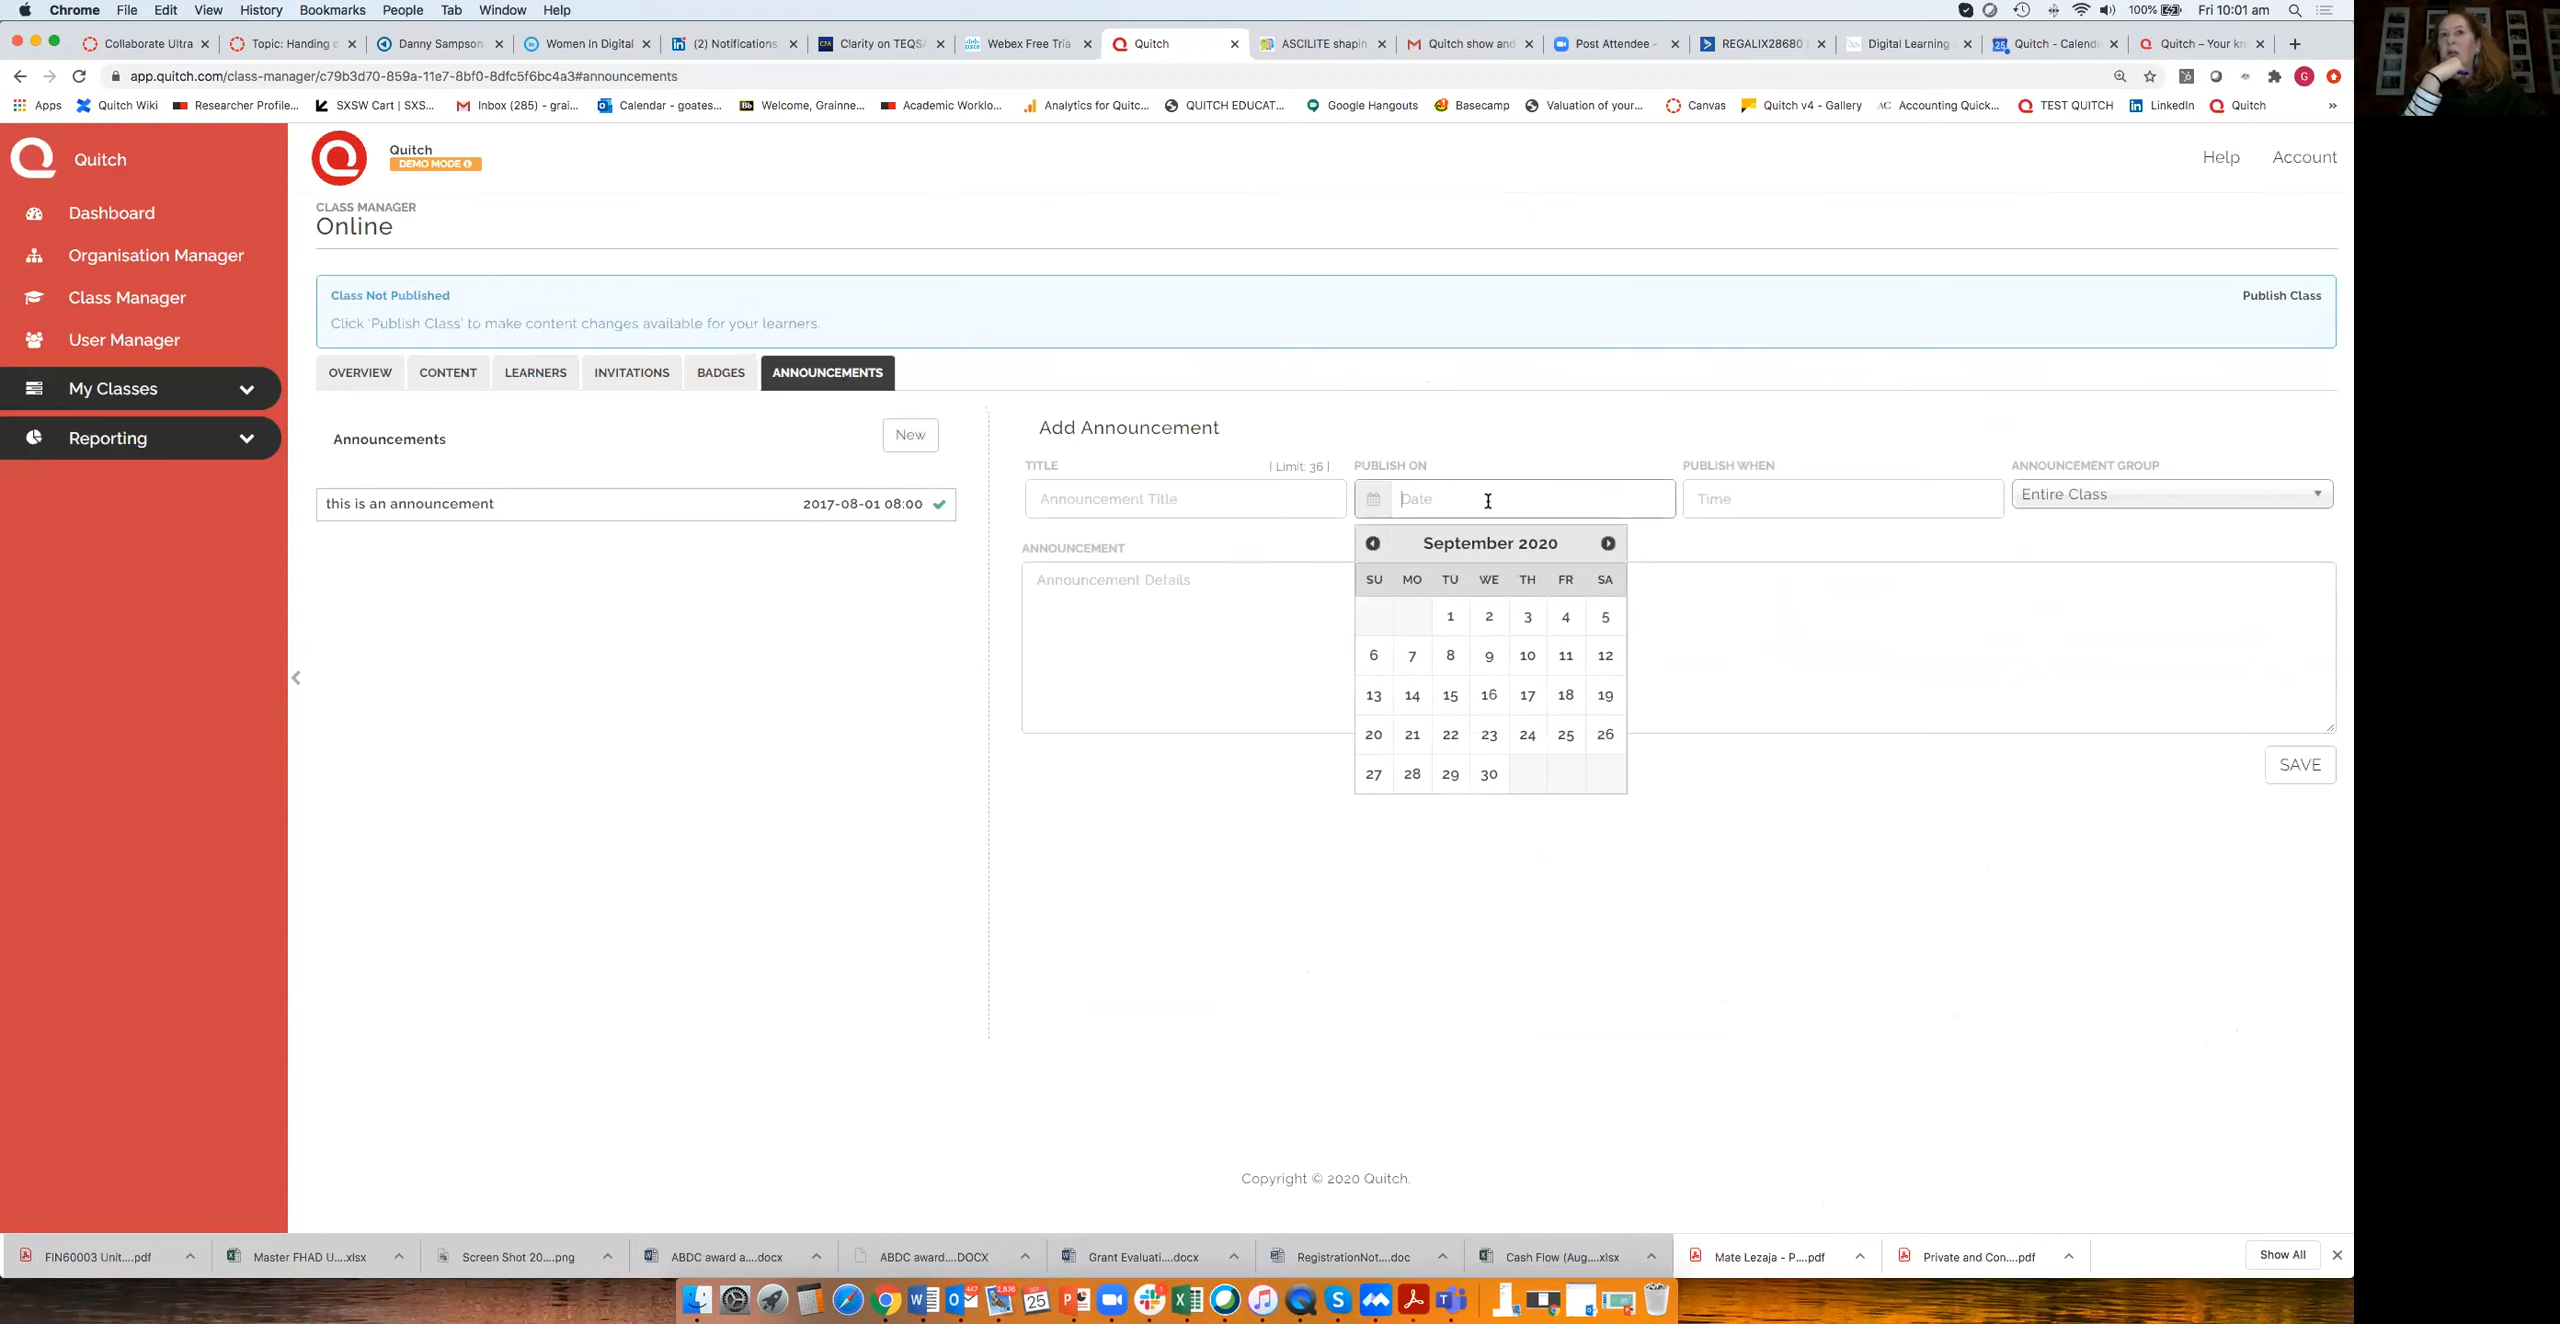 Chrome File Edit View History Bookmarks People Tab Window Help 100% Fri 10:01 am
Collaborate Ultra Topic: Handing o Danny Sampson Women In Digital (2) Notifications Clarity on TEQS Webex Free Tria Quitch ASCILITE shapin Quitch show and Post Attendee - REGALIX28680 Digital Learning Quitch - Calend Quitch – Your kn
app.quitch.com/class-manager/c79b3d70-859a-11e7-8bf0-8dfc5f6bc4a3#announcements
Apps Quitch Wiki Researcher Profile... SXSW Cart | SXS... Inbox (285) - grai... Calendar - goates... Welcome, Grainne... Academic Worklo... Analytics for Quitc... QUITCH EDUCAT... Google Hangouts Basecamp Valuation of your... Canvas Quitch v4 - Gallery Accounting Quick... TEST QUITCH LinkedIn Quitch »
Quitch
Dashboard
Organisation Manager
Class Manager
User Manager
My Classes
Reporting
Quitch
DEMO MODE
Help Account
CLASS MANAGER
Online
Class Not Published Publish Class
Click 'Publish Class' to make content changes available for your learners.
OVERVIEW CONTENT LEARNERS INVITATIONS BADGES ANNOUNCEMENTS
Announcements New
this is an announcement 2017-08-01 08:00
Add Announcement
TITLE | Limit: 36 | PUBLISH ON PUBLISH WHEN ANNOUNCEMENT GROUP
Announcement Title Date Time Entire Class
ANNOUNCEMENT
Announcement Details
September 2020
SU MO TU WE TH FR SA
1 2 3 4 5
6 7 8 9 10 11 12
13 14 15 16 17 18 19
20 21 22 23 24 25 26
27 28 29 30
SAVE
Copyright © 2020 Quitch.
FIN60003 Unit....pdf Master FHAD U....xlsx Screen Shot 20....png ABDC award a....docx ABDC award....DOCX Grant Evaluati....docx RegistrationNot....doc Cash Flow (Aug....xlsx Mate Lezaja - P....pdf Private and Con....pdf Show All
447 2,836 SEP 25 1